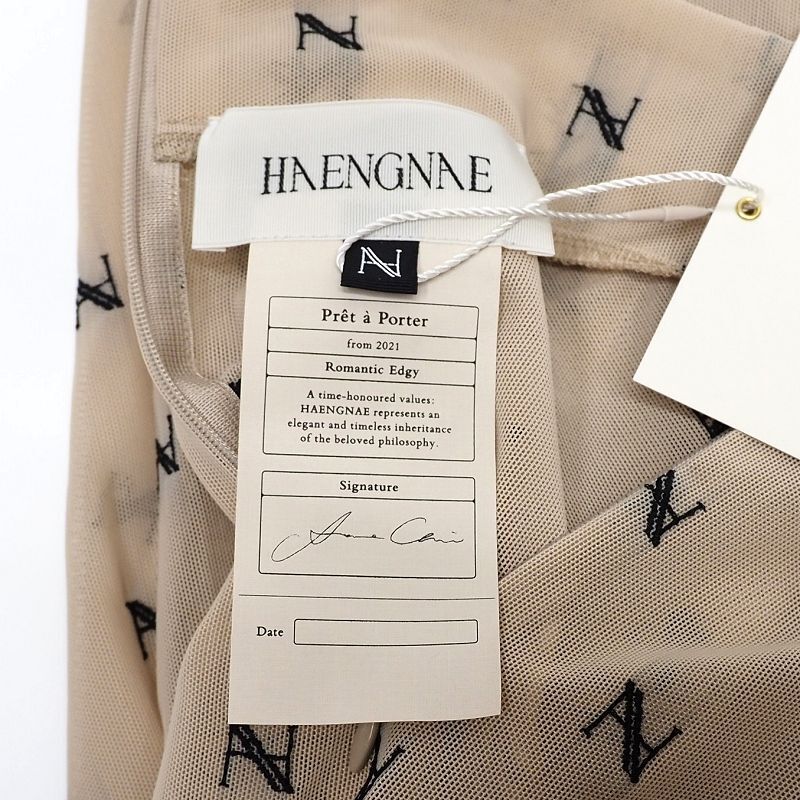 HAENGNAE
Prêt à Porter
from 2021
Romantic Edgy
A time-honoured values:
HAENGNAE represents an
elegant and timeless inheritance
of the beloved philosophy.
Signature
Date